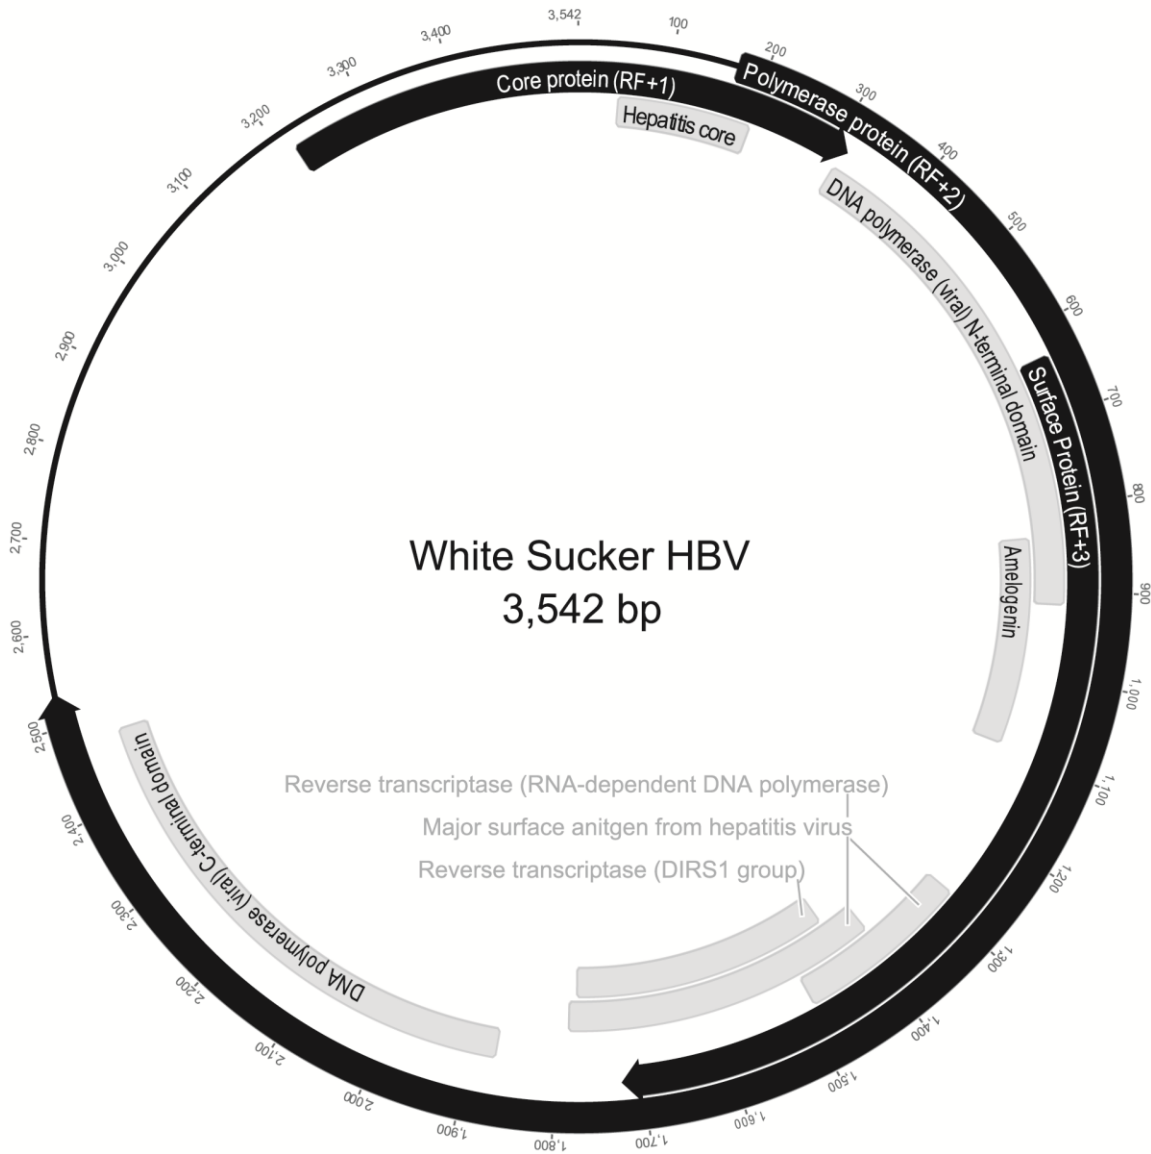 3,542
100
200
300
400
500
600
700
800
900
1,000
1,100
1,200
1,300
1,400
1,500
1,600
1,700
1,800
1,900
2,000
2,100
2,200
2,300
2,400
2,500
2,600
2,700
2,800
2,900
3,000
3,100
3,200
3,300
3,400
Core protein (RF+1)
Hepatitis core
Polymerase protein (RF+2)
DNA polymerase (viral) N-terminal domain
Surface Protein (RF+3)
Amelogenin
White Sucker HBV
3,542 bp
Reverse transcriptase (RNA-dependent DNA polymerase)
Major surface anitgen from hepatitis virus
Reverse transcriptase (DIRS1 group)
DNA polymerase (viral) C-terminal domain